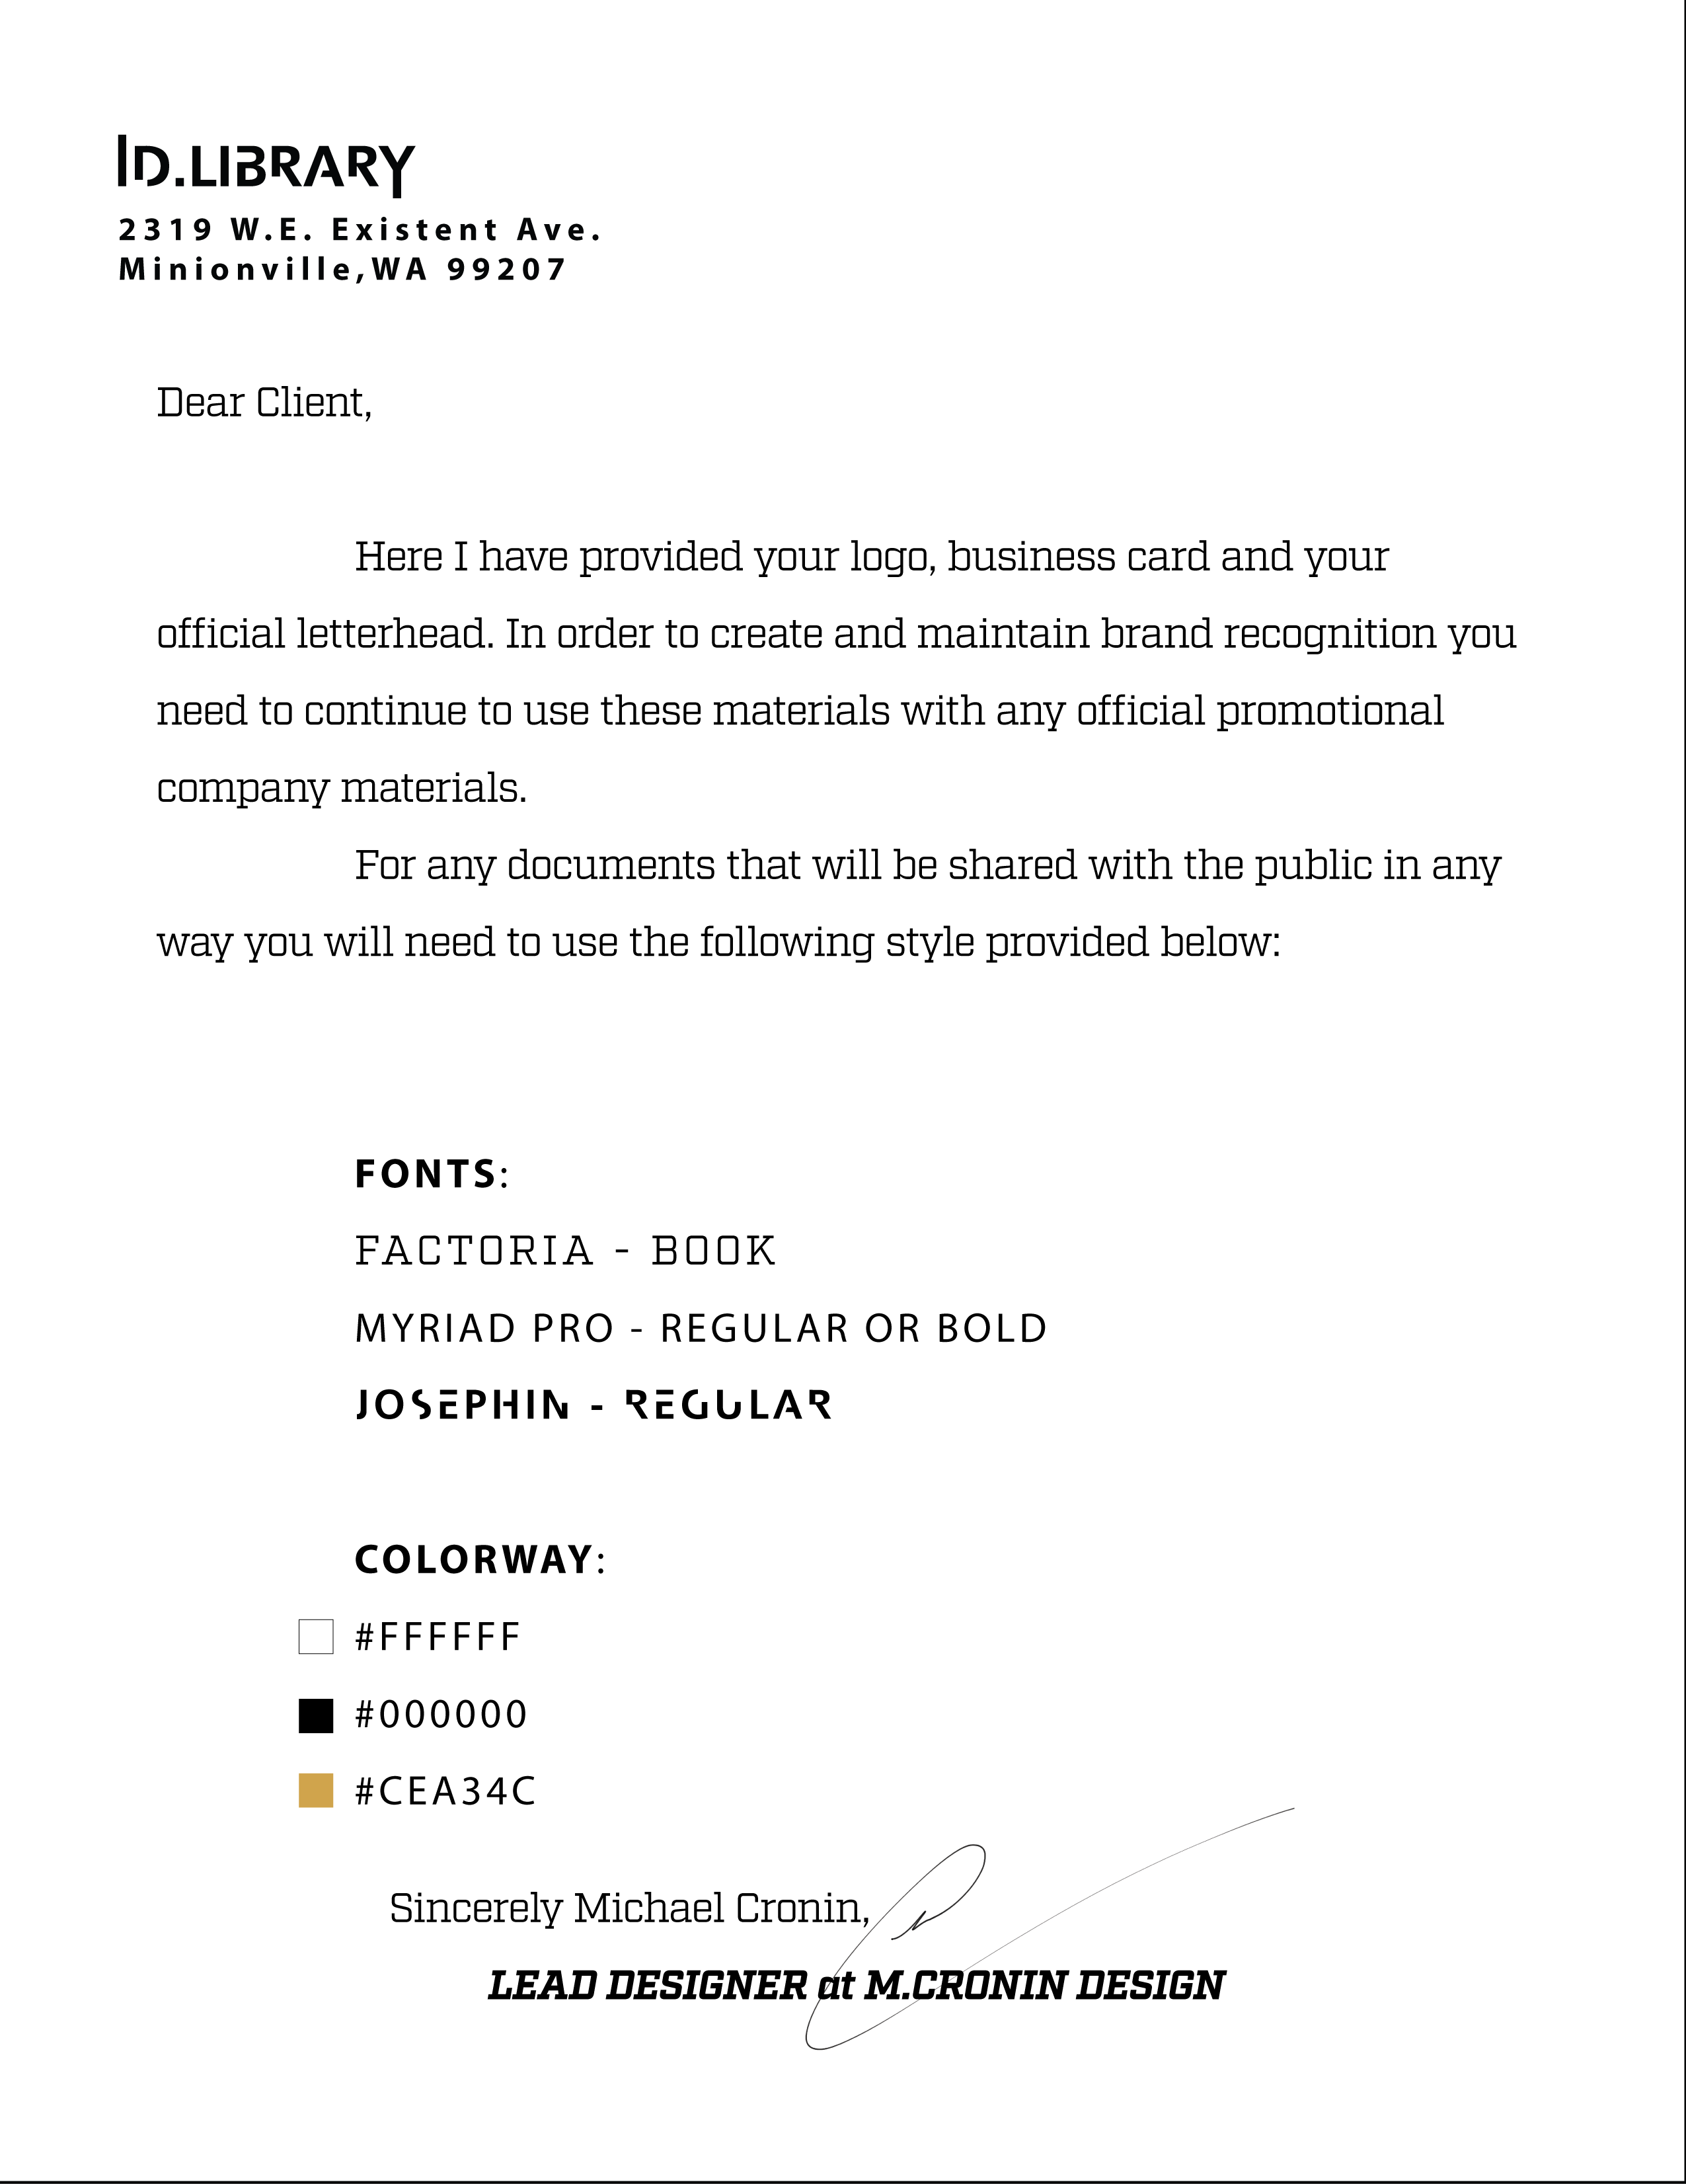 ID.LIBRARY
2319 W.E. Existent Ave.
Minionville,WA 99207
Dear Client,
Here I have provided your logo, business card and your
official letterhead. In order to create and maintain brand recognition you
need to continue to use these materials with any official promotional
company materials.
For any documents that will be shared with the public in any
way you will need to use the following style provided below:
FONTS:
FACTORIA - BOOK
MYRIAD PRO - REGULAR OR BOLD
JOSEPHIN - REGULAR
COLORWAY:
#FFFFFF
#000000
#CEA34C
Sincerely Michael Cronin,
LEAD DESIGNER at M.CRONIN DESIGN